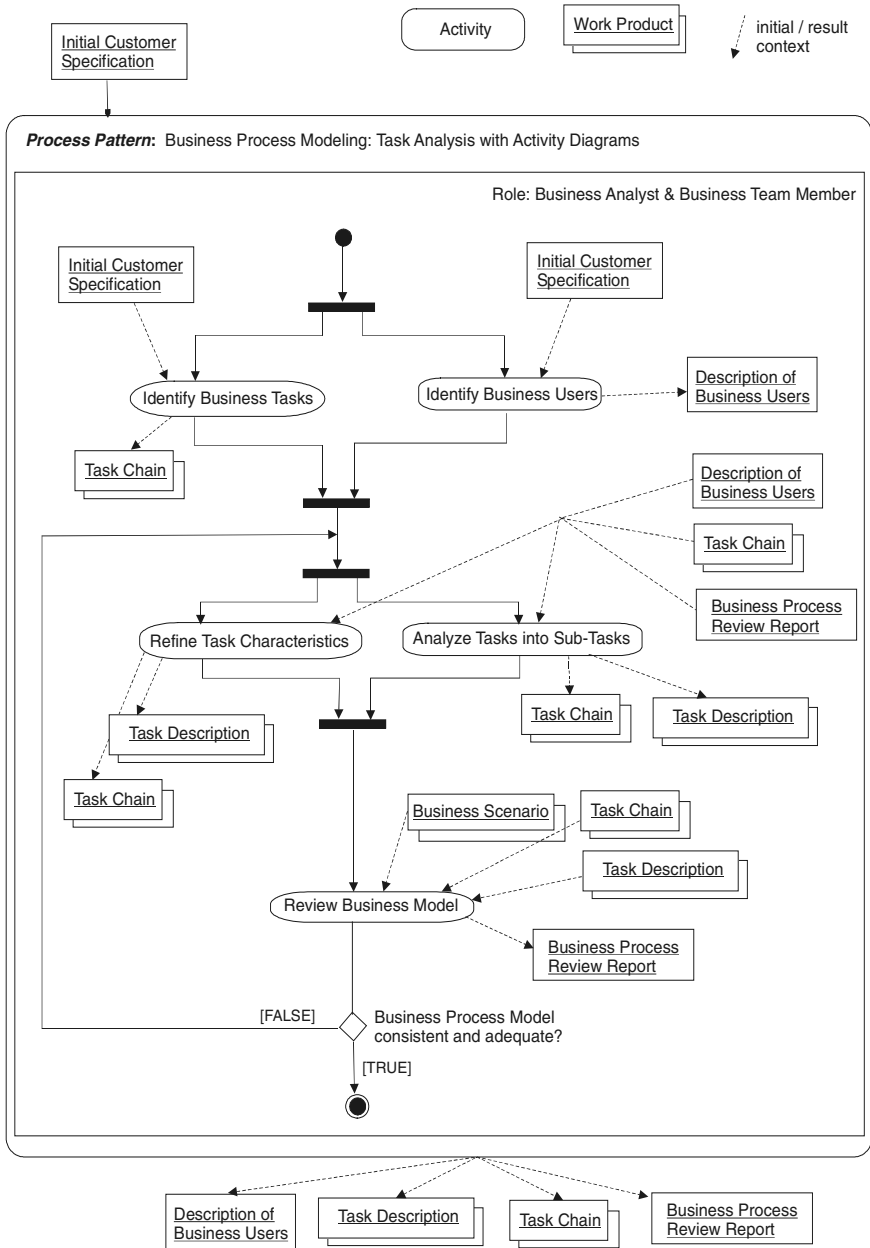 Initial Customer
Specification
Activity
Work Product
initial / result
context
Process Pattern: Business Process Modeling: Task Analysis with Activity Diagrams
Role: Business Analyst & Business Team Member
Initial Customer
Specification
Initial Customer
Specification
Identify Business Tasks
Identify Business Users
Description of
Business Users
Task Chain
Description of
Business Users
Task Chain
Business Process
Review Report
Refine Task Characteristics
Analyze Tasks into Sub-Tasks
Task Description
Task Chain
Task Chain
Task Description
Business Scenario
Task Chain
Task Description
Review Business Model
Business Process
Review Report
[FALSE]
Business Process Model
consistent and adequate?
[TRUE]
Description of
Business Users
Task Description
Task Chain
Business Process
Review Report